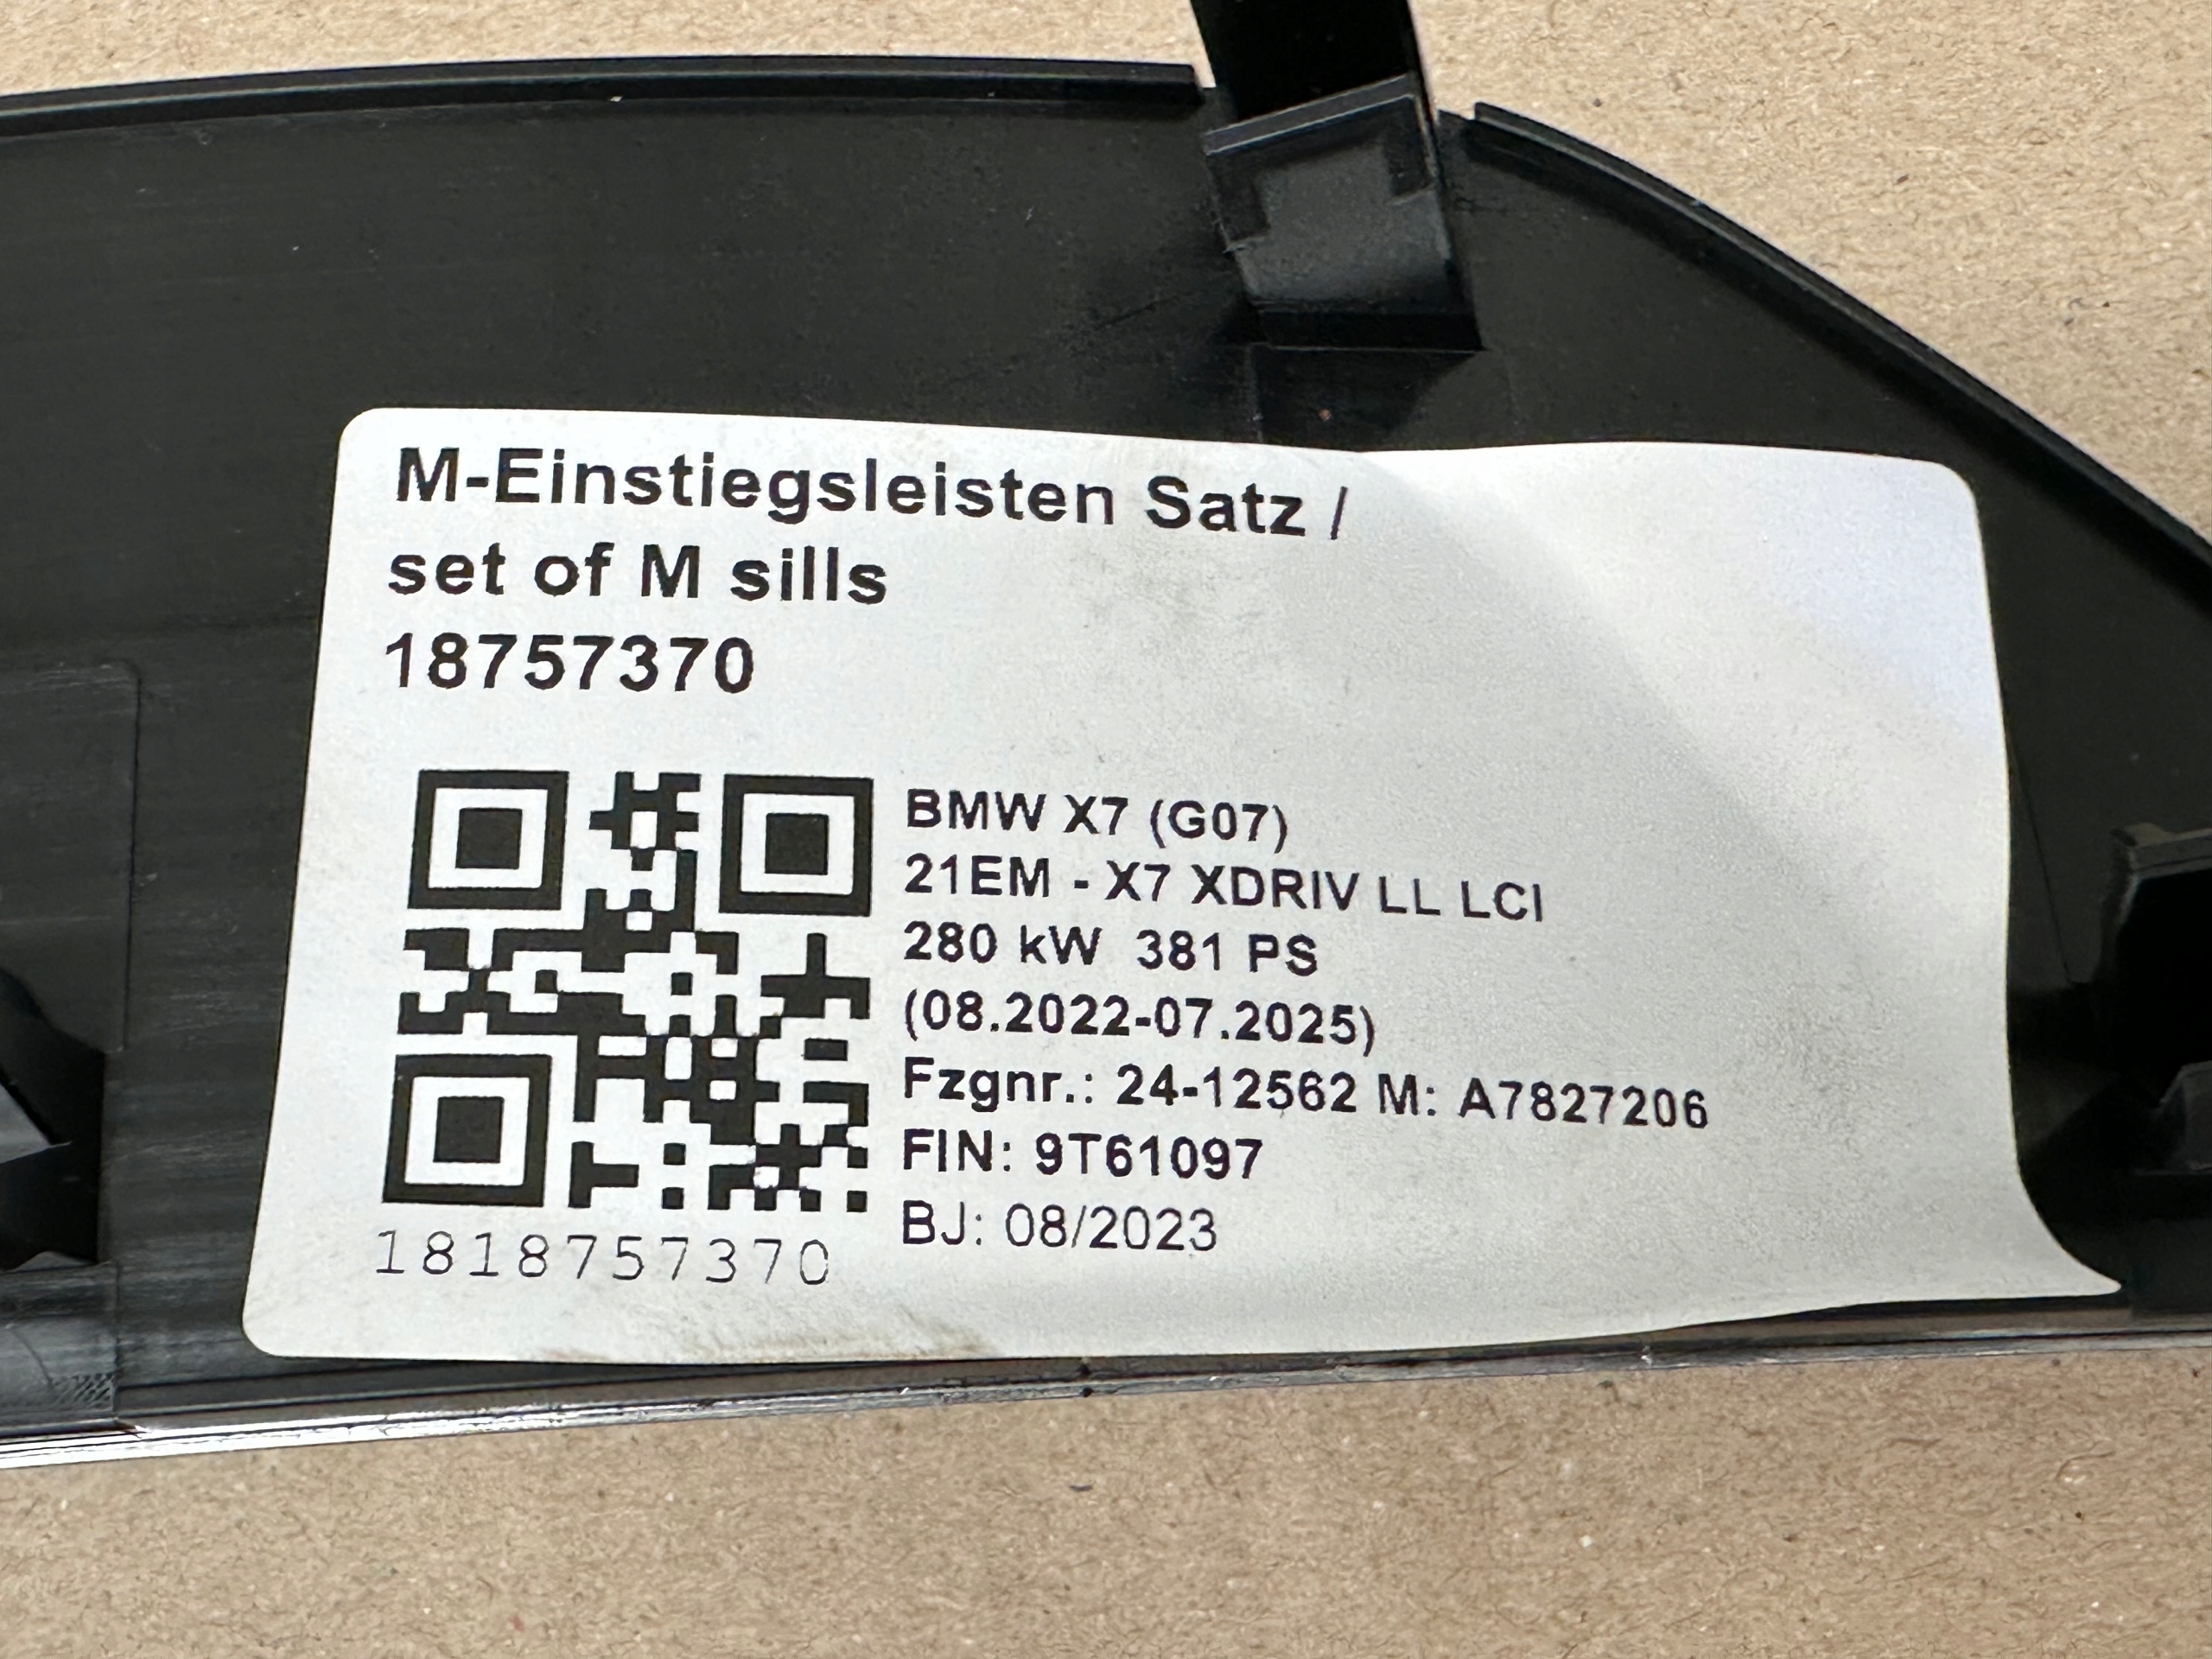 M-Einstiegsleisten Satz /
set of M sills
18757370
BMW X7 (G07)
21EM - X7 XDRIV LL LCI
280 kW 381 PS
(08.2022-07.2025)
Fzgnr.: 24-12562 M: A7827206
FIN: 9T61097
BJ: 08/2023
1818757370